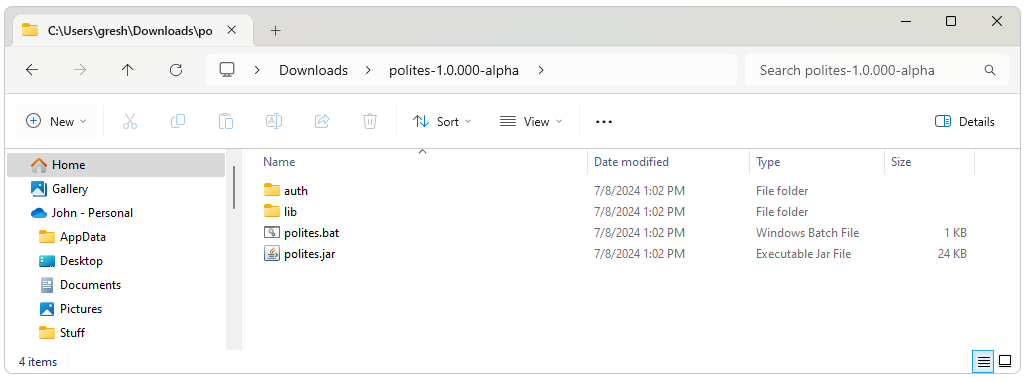 C:\Users\gresh\Downloads\po
Downloads polites-1.0.000-alpha Search polites-1.0.000-alpha
New Sort View Details
Home
Gallery
John - Personal
AppData
Desktop
Documents
Pictures
Stuff
Name Date modified Type Size
auth 7/8/2024 1:02 PM File folder
lib 7/8/2024 1:02 PM File folder
polites.bat 7/8/2024 1:02 PM Windows Batch File 1 KB
polites.jar 7/8/2024 1:02 PM Executable Jar File 24 KB
4 items